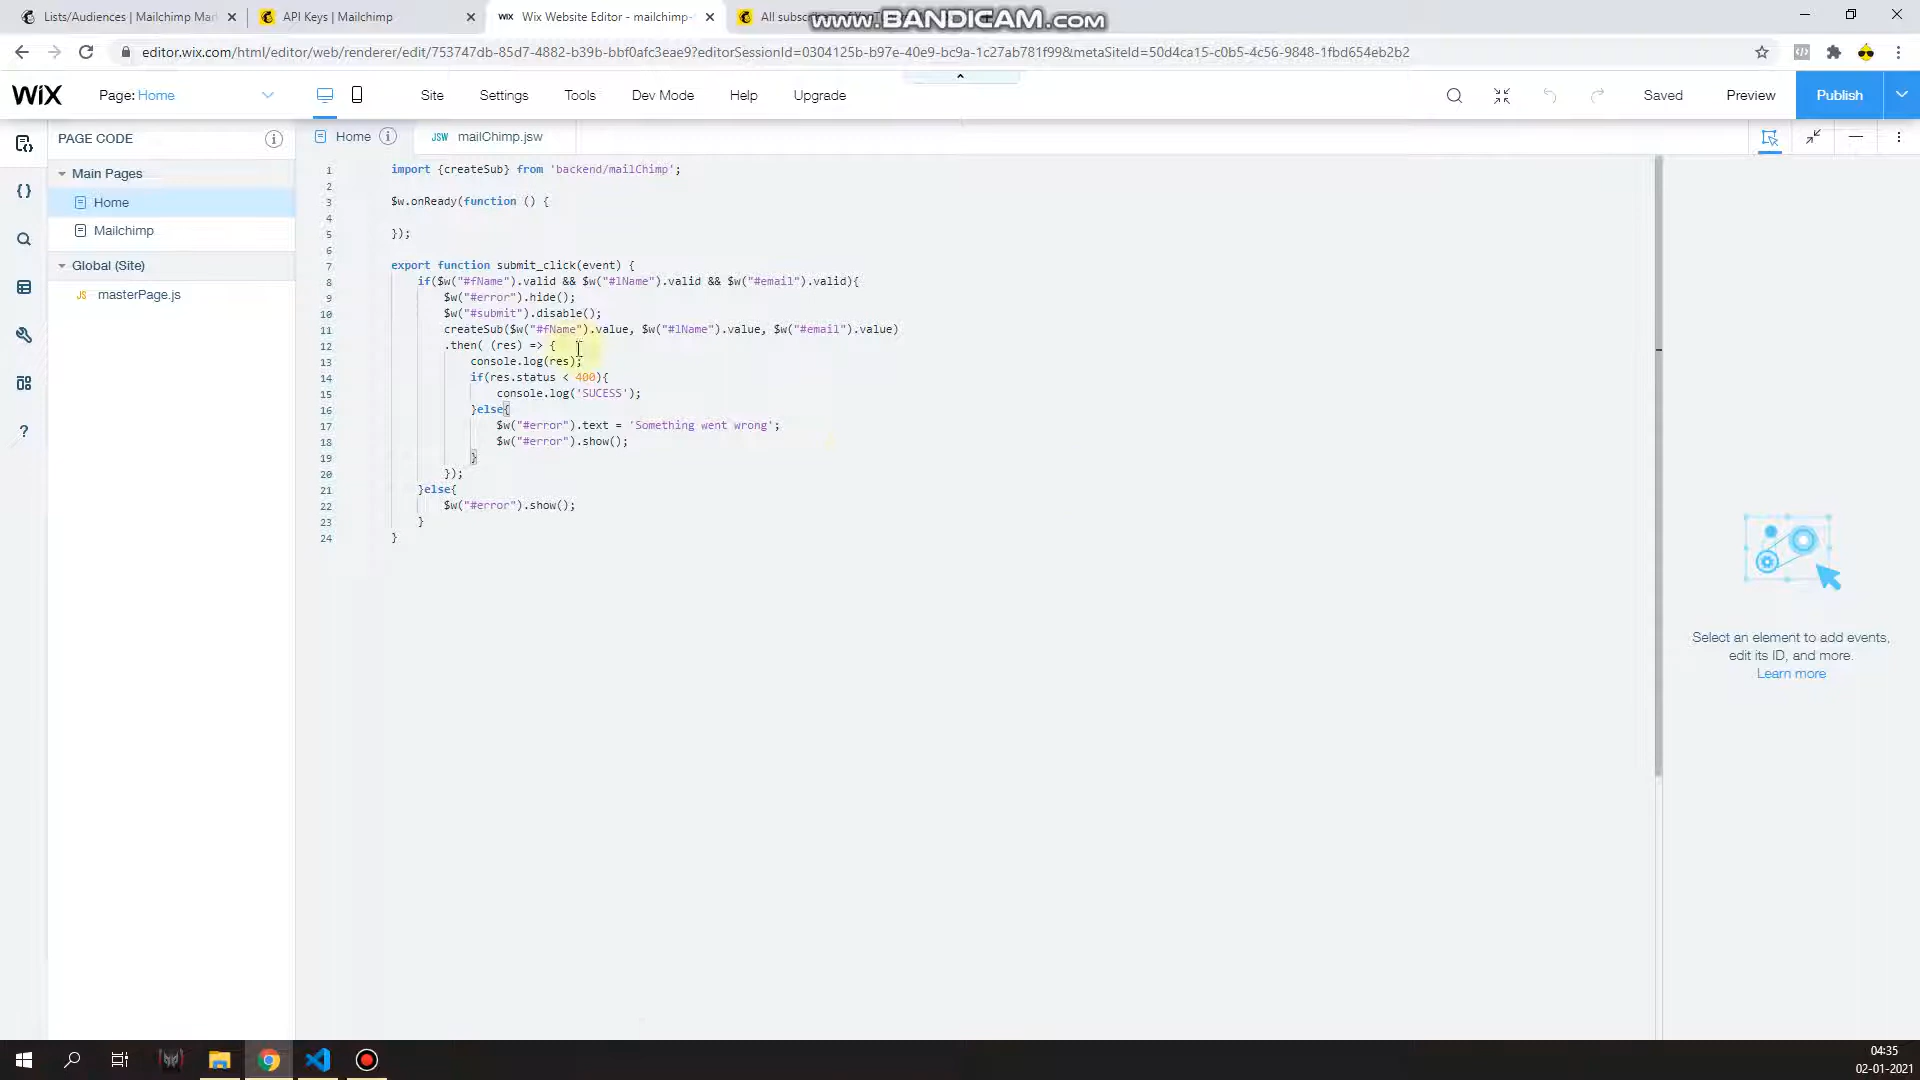 Lists/Audiences | Mailchimp Mar
API Keys | Mailchimp
WiX Wix Website Editor - mailchimp-
All subsc
www.BANDICAM.com
editor.wix.com/html/editor/web/renderer/edit/753747db-85d7-4882-b39b-bbf0afc3eae9?editorSessionId=0304125b-b97e-40e9-bc9a-1c27ab781f99&metaSiteId=50d4ca15-c0b5-4c56-9848-1fbd654eb2b2
WiX Page: Home Site Settings Tools Dev Mode Help Upgrade Saved Preview Publish
PAGE CODE
Home
JSW mailChimp.jsw
Main Pages
Home
Mailchimp
Global (Site)
JS masterPage.js
1 import {createSub} from 'backend/mailChimp';
2
3 $w.onReady(function () {
4
5 });
6
7 export function submit_click(event) {
8 if($w("#fName").valid && $w("#lName").valid && $w("#email").valid){
9 $w("#error").hide();
10 $w("#submit").disable();
11 createSub($w("#fName").value, $w("#lName").value, $w("#email").value)
12 .then( (res) => {
13 console.log(res);
14 if(res.status < 400){
15 console.log('SUCESS');
16 }else{
17 $w("#error").text = 'Something went wrong';
18 $w("#error").show();
19 }
20 });
21 }else{
22 $w("#error").show();
23 }
24 }
Select an element to add events,
edit its ID, and more.
Learn more
04:35
02-01-2021